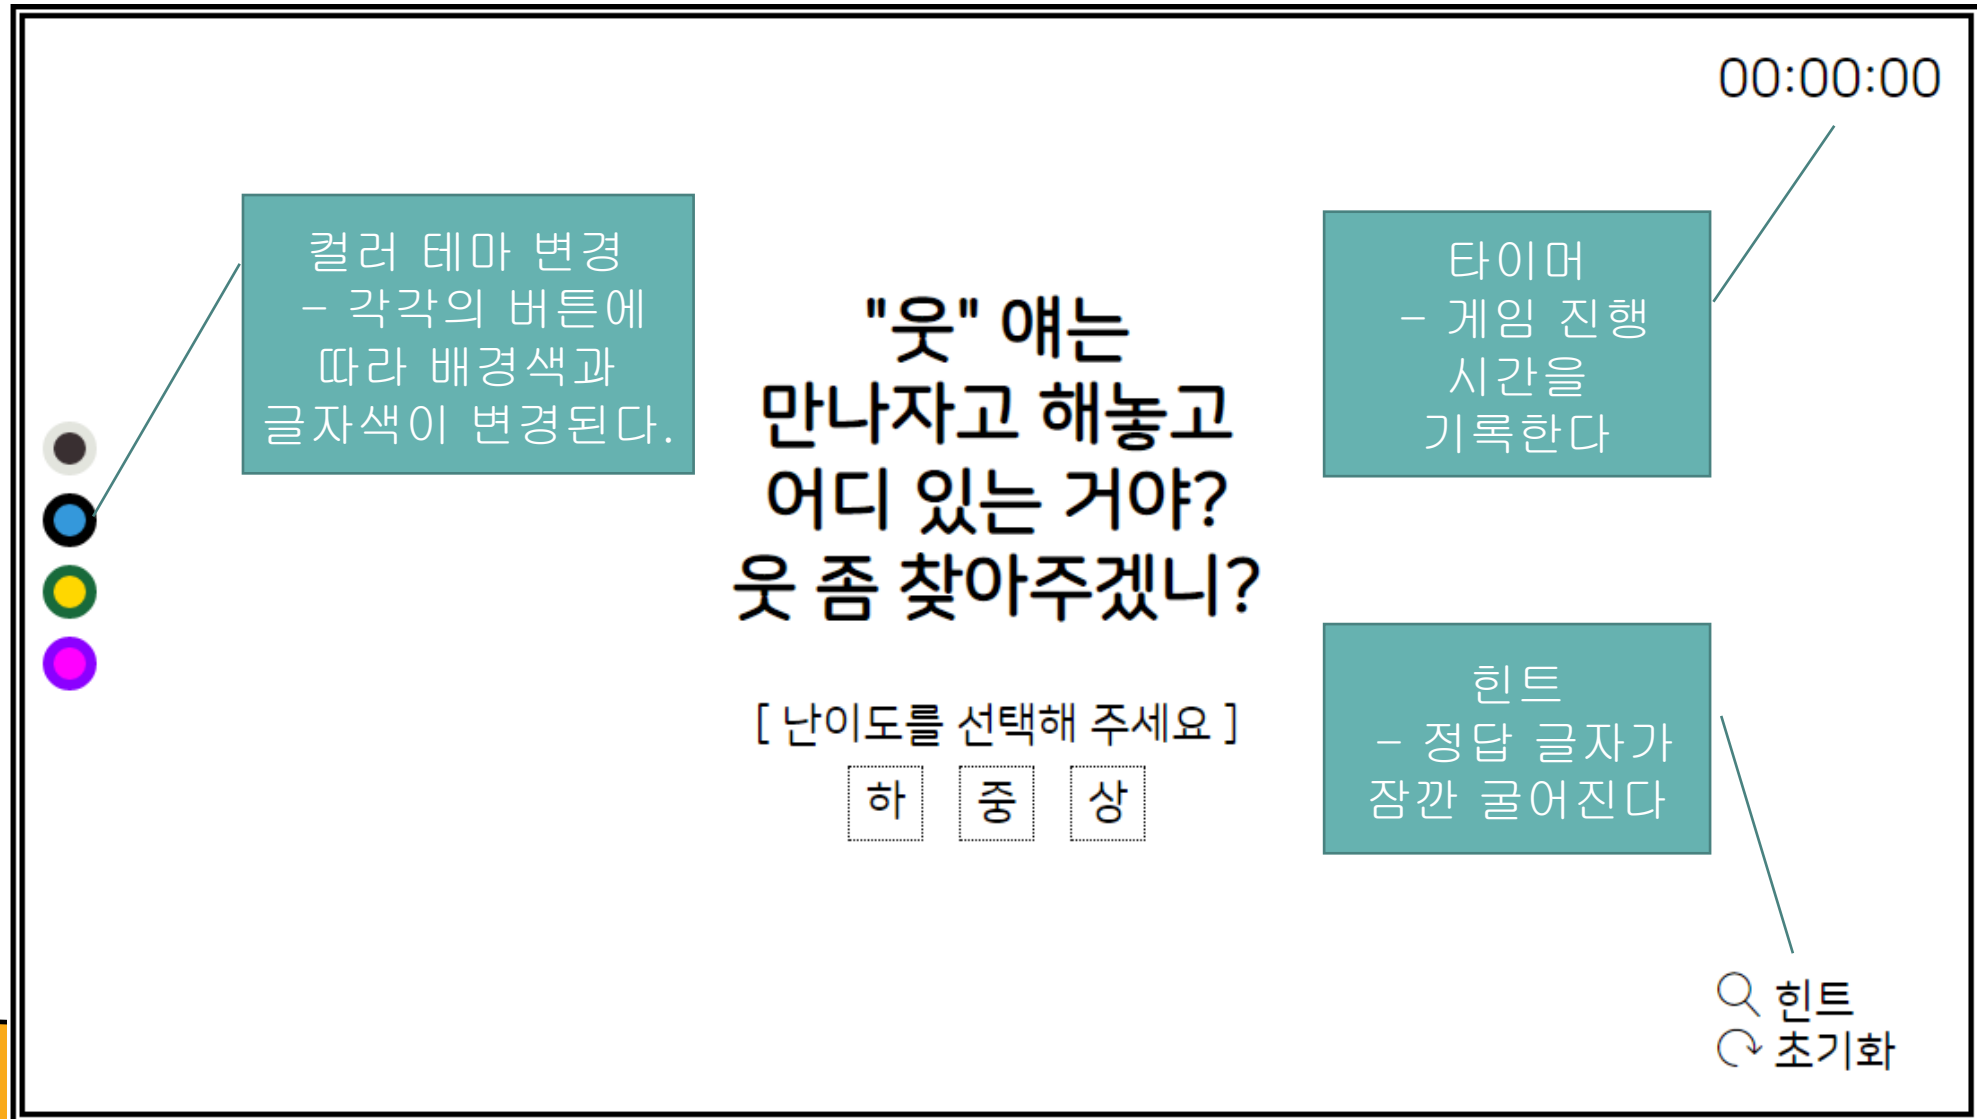 00:00:00
컬러 테마 변경
- 각각의 버튼에
따라 배경색과
글자색이 변경된다.
타이머
- 게임 진행
시간을
기록한다
"웃" 얘는
만나자고 해놓고
어디 있는 거야?
웃 좀 찾아주겠니?
[ 난이도를 선택해 주세요 ]
하 중 상
힌트
- 정답 글자가
잠깐 굵어진다
힌트
초기화